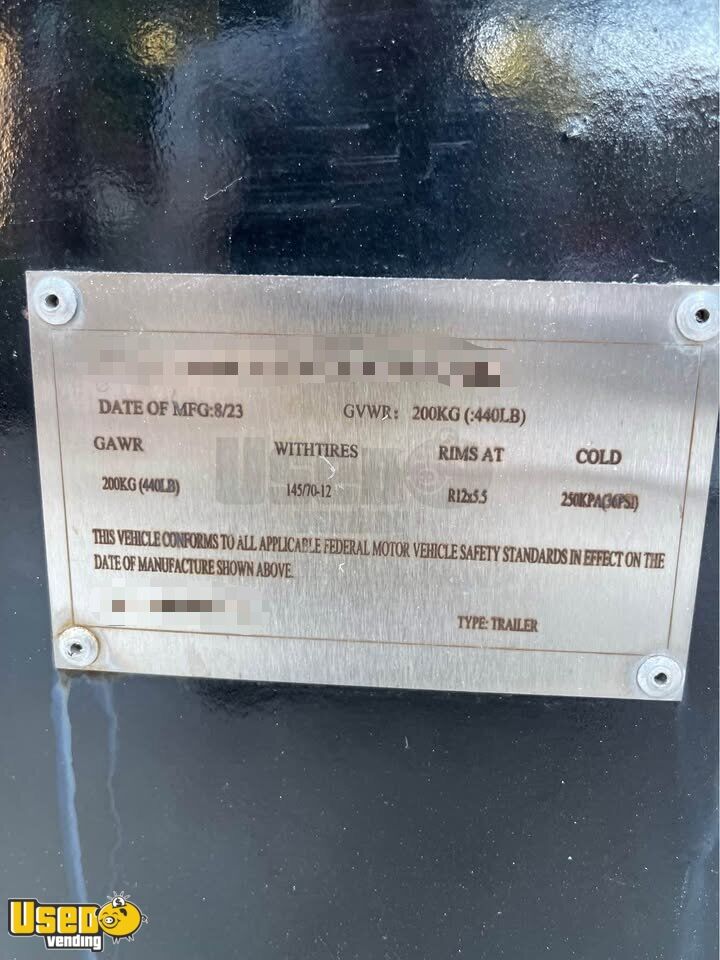 DATE OF MFG:8/23 GVWR: 200KG (:440LB)
GAWR WITHTIRES RIMS AT COLD
200KG (440LB) 145/70-12 R12x5.5 250KPA(36PSI)
THIS VEHICLE CONFORMS TO ALL APPLICABLE FEDERAL MOTOR VEHICLE SAFETY STANDARDS IN EFFECT ON THE
DATE OF MANUFACTURE SHOWN ABOVE.
TYPE: TRAILER
USED
VENDING
Used
vending